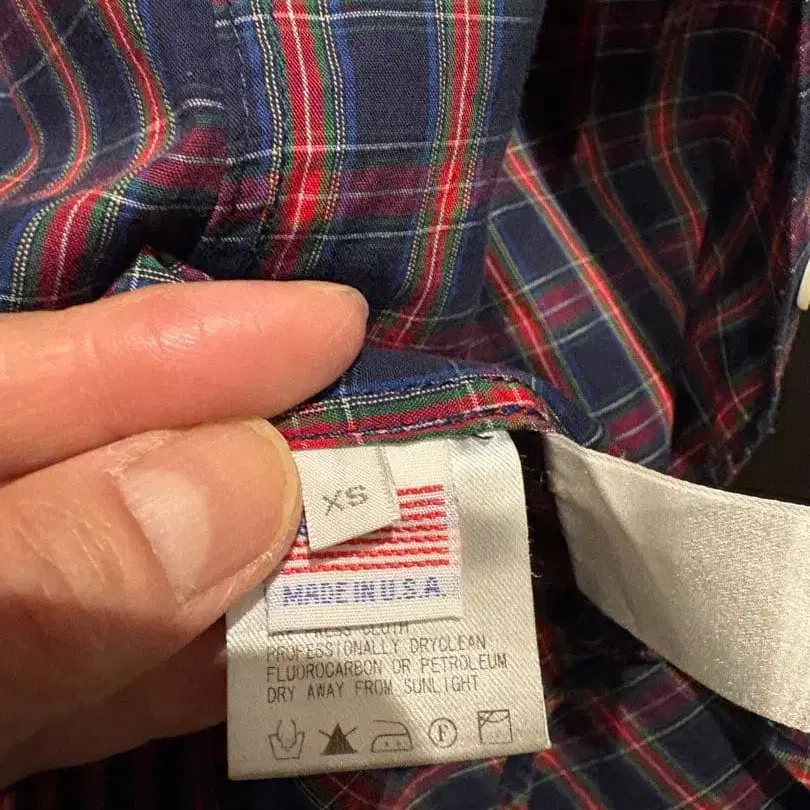 XS
MADE IN U.S.A.
PRESS CLOTH
PROFESSIONALLY DRYCLEAN
FLUOROCARBON OR PETROLEUM
DRY AWAY FROM SUNLIGHT
F